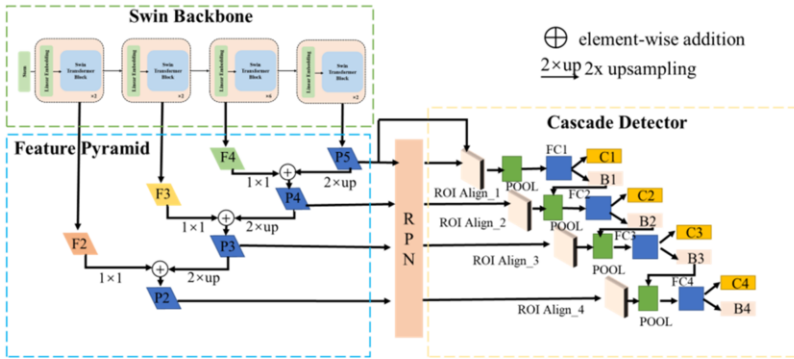 Swin Backbone
Stem
Linear Embedding
Swin
Transformer
Block
×2
Linear Embedding
Swin
Transformer
Block
×2
Linear Embedding
Swin
Transformer
Block
×6
Linear Embedding
Swin
Transformer
Block
×2
element-wise addition
2×up
2x upsampling
Feature Pyramid
F4
P5
1×1
2×up
F3
P4
1×1
2×up
F2
P3
1×1
2×up
P2
RPN
Cascade Detector
ROI Align_1
POOL
FC1
C1
B1
ROI Align_2
POOL
FC2
C2
B2
ROI Align_3
POOL
FC3
C3
B3
ROI Align_4
POOL
FC4
C4
B4